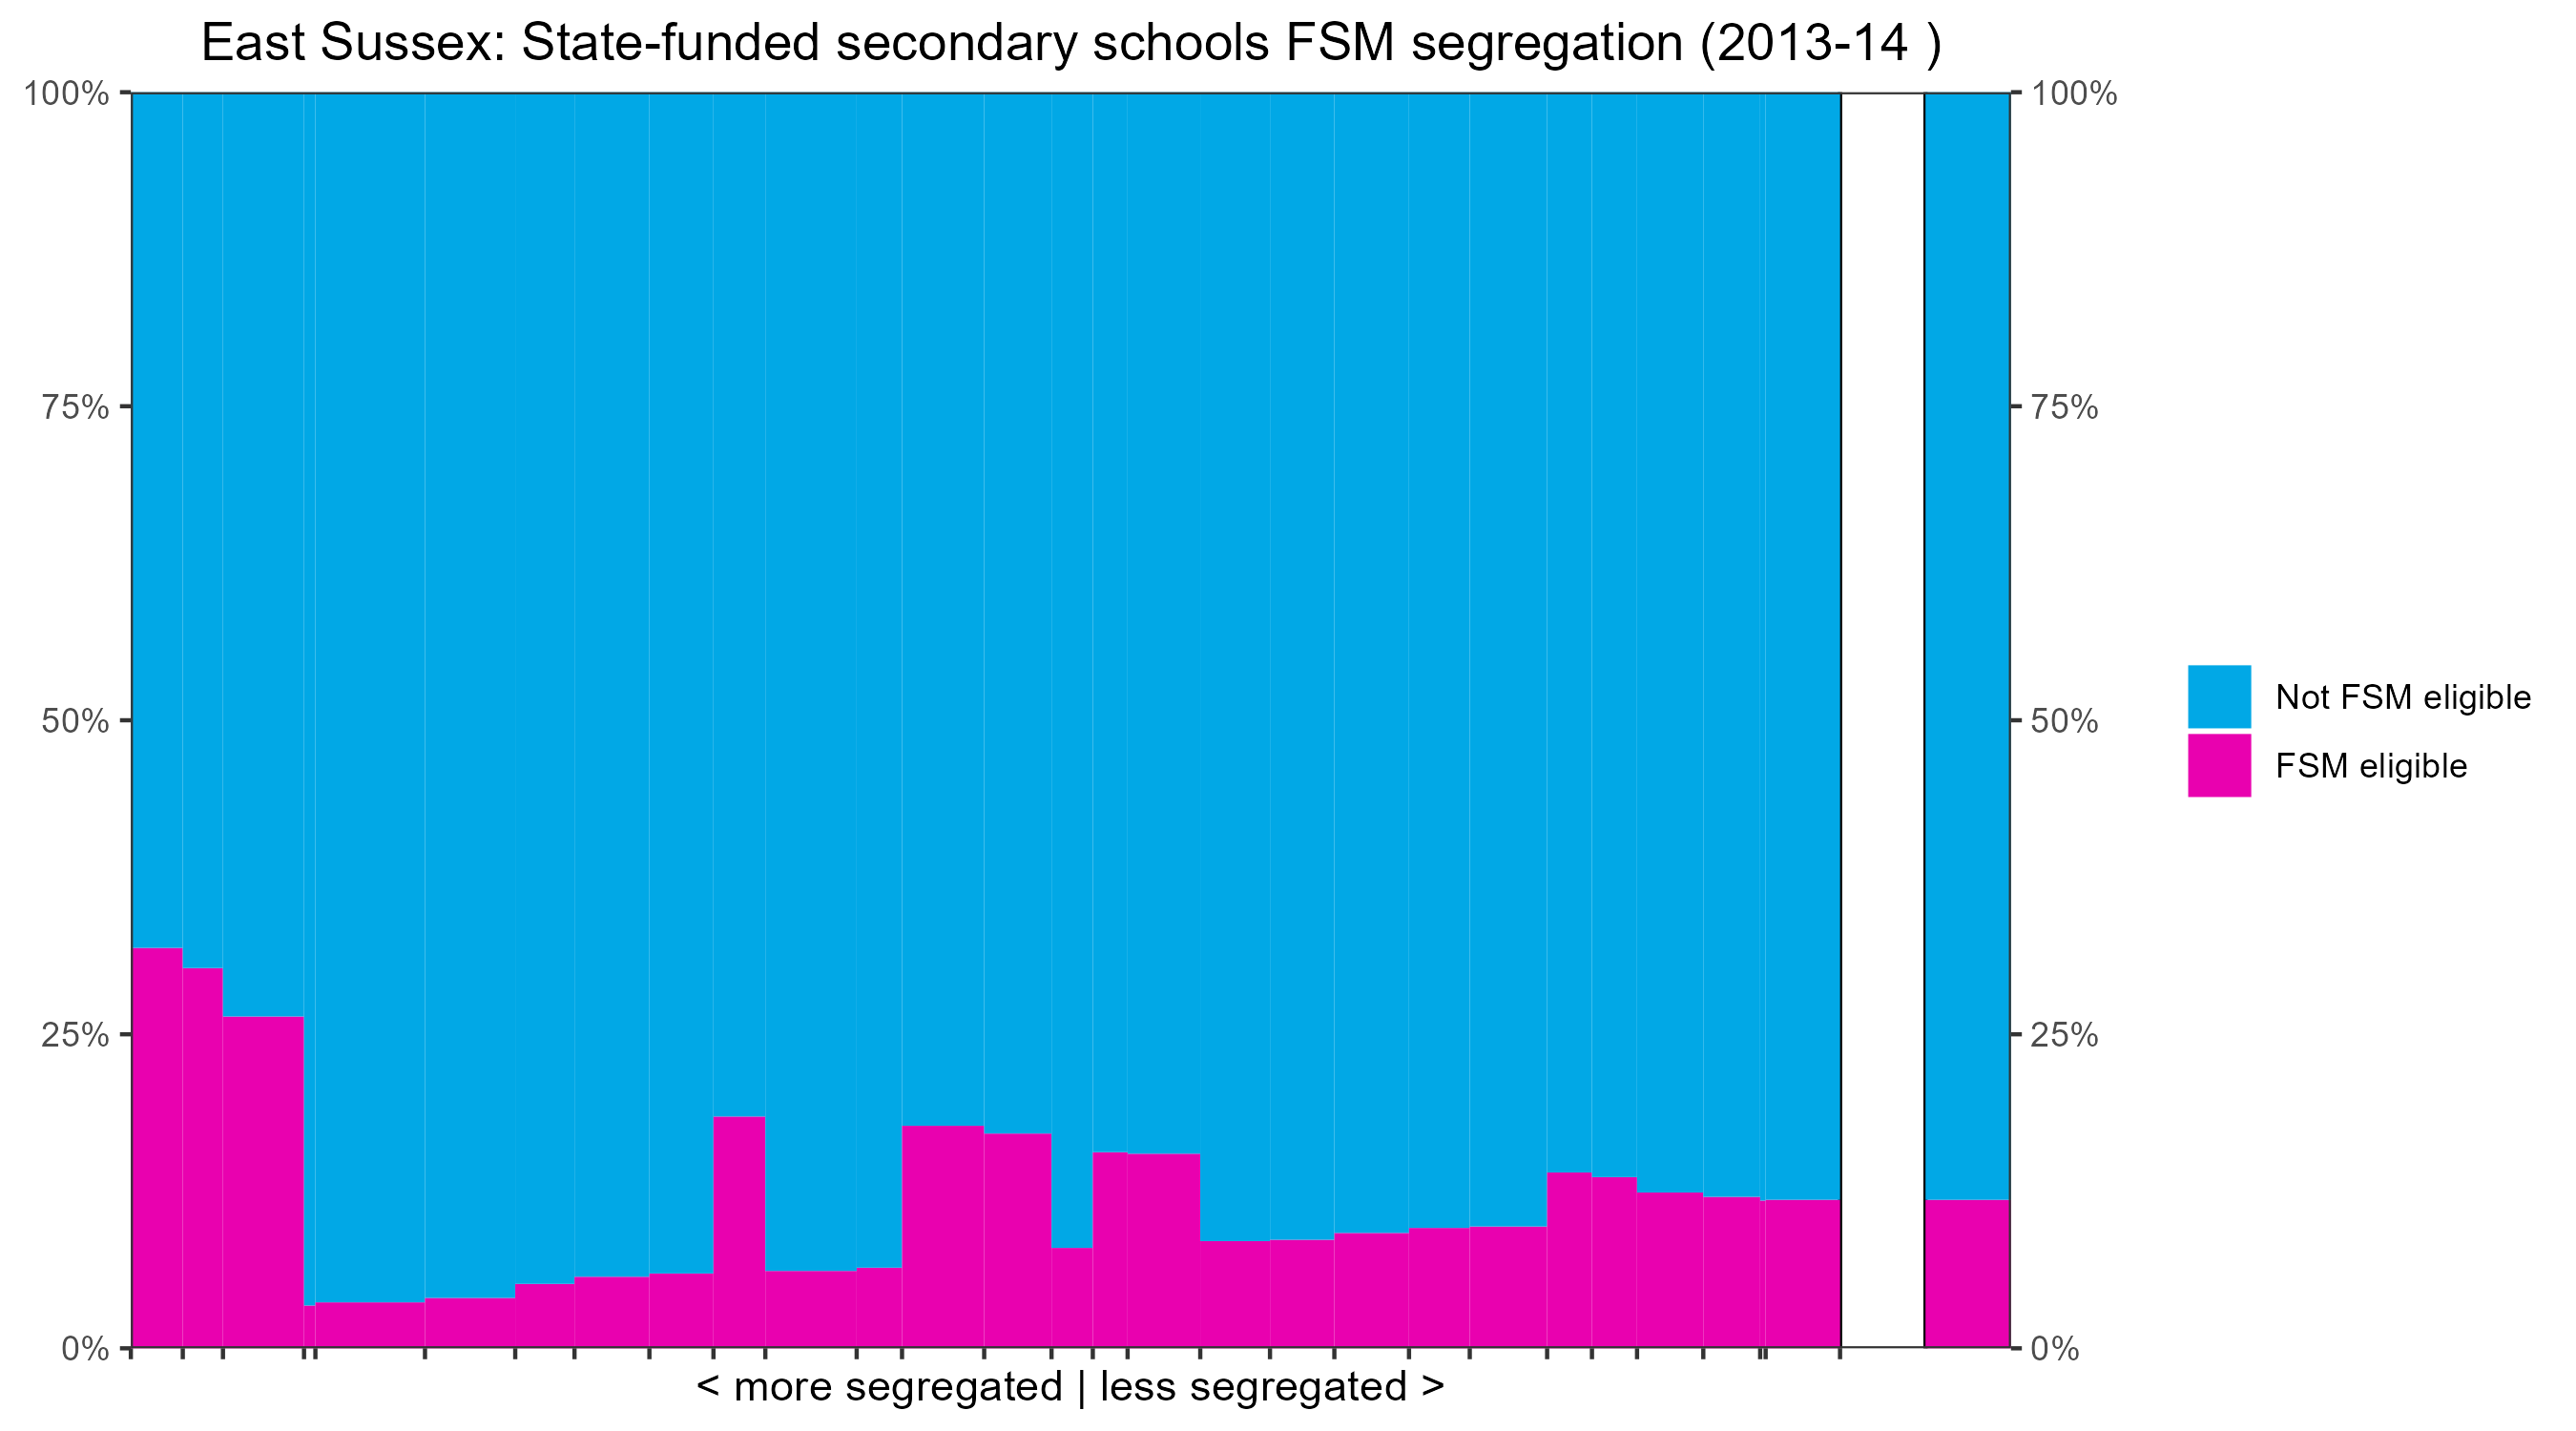 East Sussex: State-funded secondary schools FSM segregation (2013-14 )
100%
75%
50%
25%
0%
100%
75%
50%
25%
0%
Not FSM eligible
FSM eligible
< more segregated | less segregated >